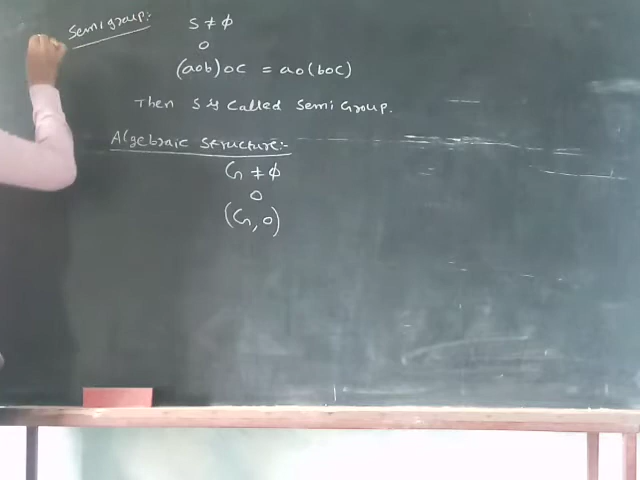 Semigroup:- S ≠ ϕ
o
(aob)oc = ao(boc)
Then S is called Semi Group.
Algebraic Structure:-
G ≠ ϕ
o
(G, o)